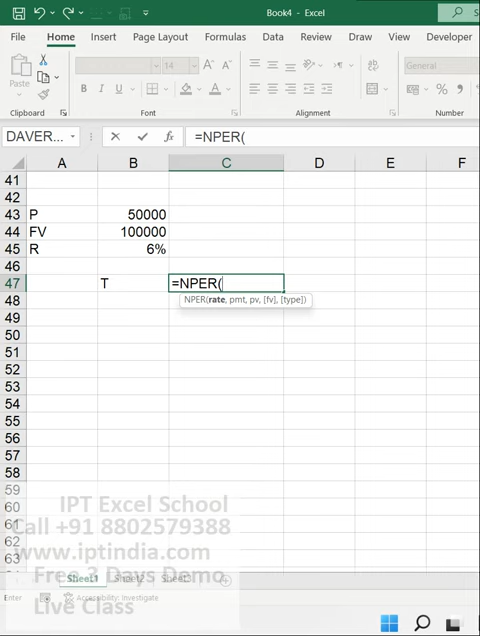 Book4 - Excel
File Home Insert Page Layout Formulas Data Review View Developer
Paste
Clipboard Font Alignment Number
14 General
DAVER... =NPER(
A B C D E F
41
42
43 P 50000
44 FV 100000
45 R 6%
46
47 T =NPER(
NPER(rate, pmt, pv, [fv], [type])
48
49
50
51
52
53
54
55
56
57
58
59
60
61
62
63
IPT Excel School
Call +91 8802579388
www.iptindia.com
Free 3 Days Demo
Live Class
Sheet1 Sheet2 Sheet3
Enter Accessibility: Investigate